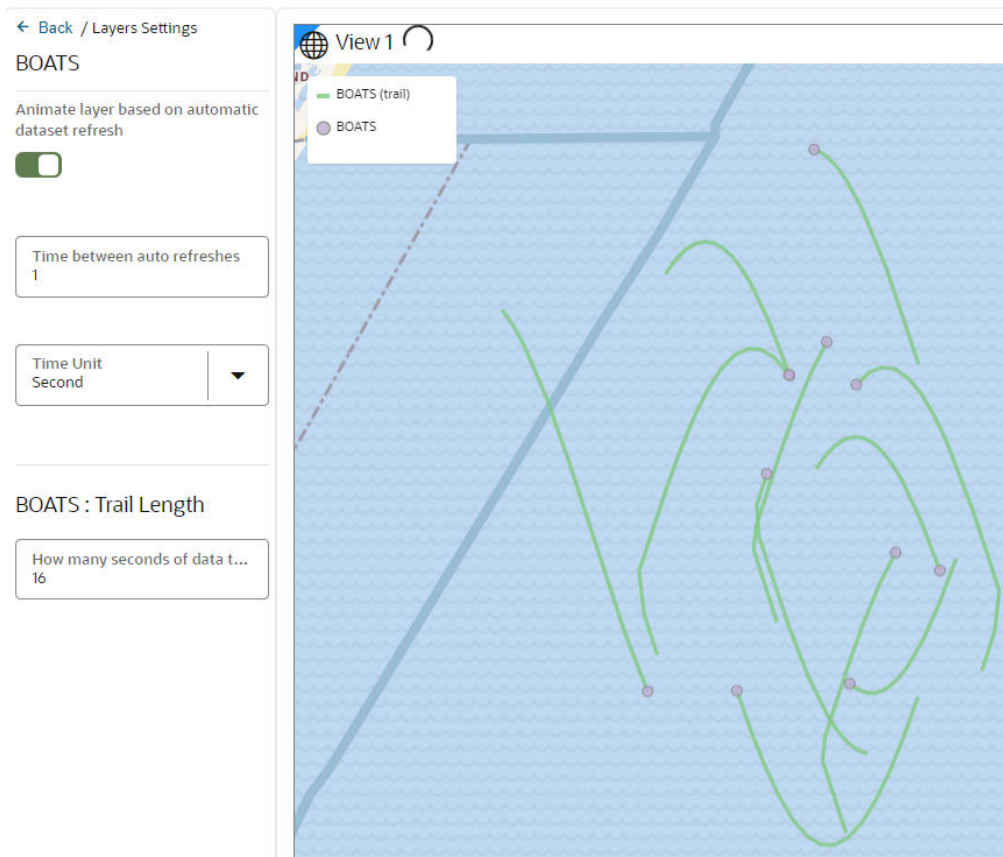 ← Back / Layers Settings
BOATS
Animate layer based on automatic
dataset refresh
Time between auto refreshes
1
Time Unit
Second
BOATS : Trail Length
How many seconds of data t...
16
View 1
ND
BOATS (trail)
BOATS